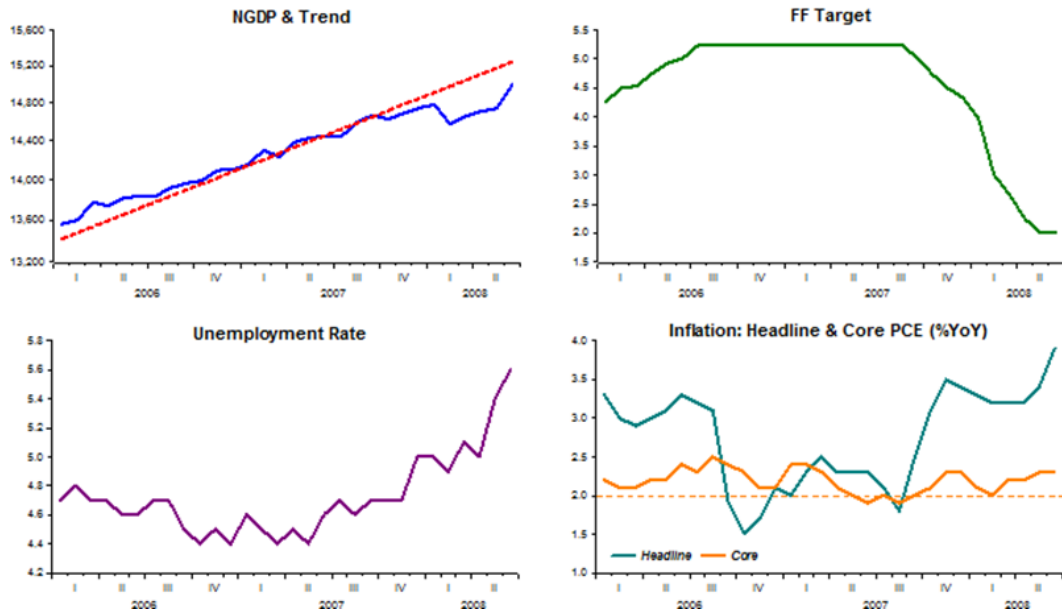 NGDP & Trend
15,600
15,200
14,800
14,400
14,000
13,600
13,200
I II III IV I II III IV I II
2006 2007 2008
FF Target
5.5
5.0
4.5
4.0
3.5
3.0
2.5
2.0
1.5
I II III IV I II III IV I II
2006 2007 2008
Unemployment Rate
5.8
5.6
5.4
5.2
5.0
4.8
4.6
4.4
4.2
I II III IV I II III IV I II
2006 2007 2008
Inflation: Headline & Core PCE (%YoY)
4.0
3.5
3.0
2.5
2.0
1.5
1.0
Headline Core
I II III IV I II III IV I II
2006 2007 2008